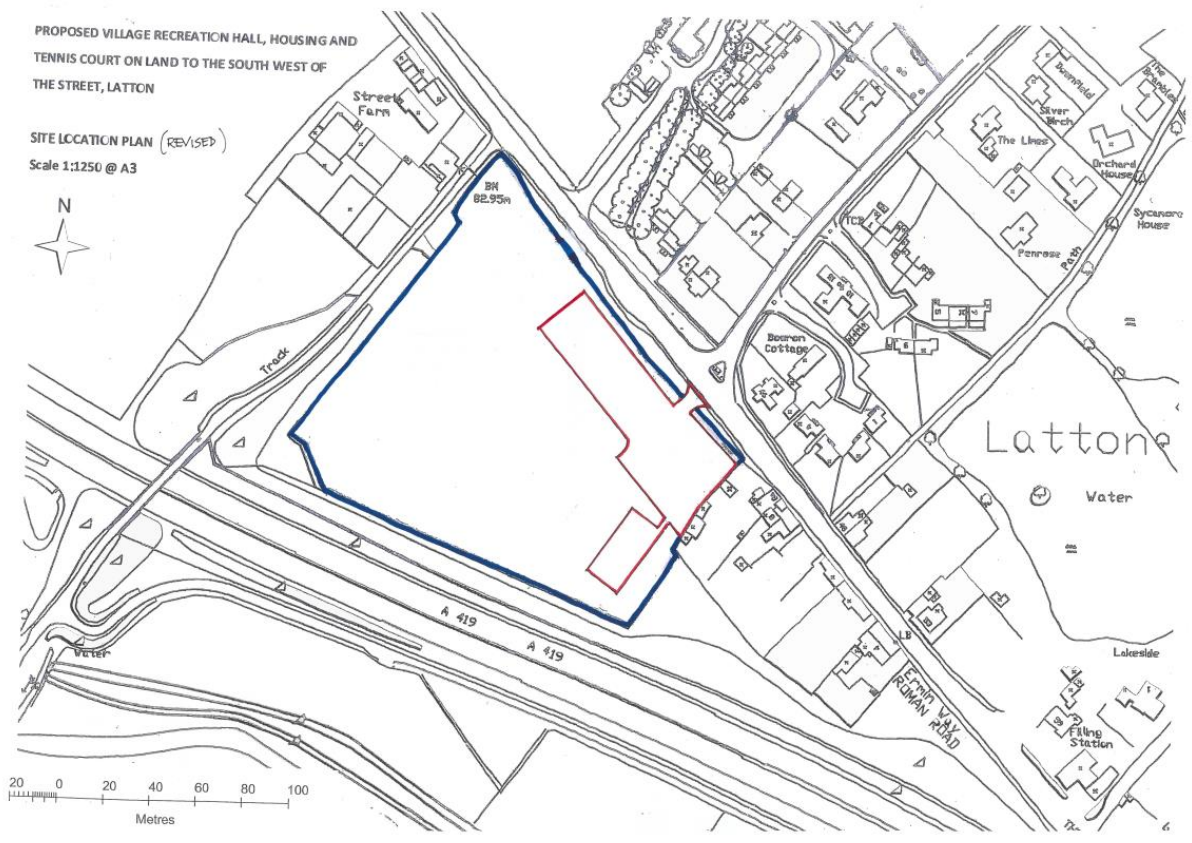 PROPOSED VILLAGE RECREATION HALL, HOUSING AND
TENNIS COURT ON LAND TO THE SOUTH WEST OF
THE STREET, LATTON
SITE LOCATION PLAN (REVISED)
Scale 1:1250 @ A3
N
Street
Farm
BM
82.95m
Track
The Brambles
Silver
Birch
The Limes
Orchard
House
Sycamore
House
TCB
Penrose
Path
Cottage
Latton
Water
LB
A 419
A 419
Ermin Way
ROMAN ROAD
Lakeside
Filling
Station
Water
20 0 20 40 60 80 100
Metres